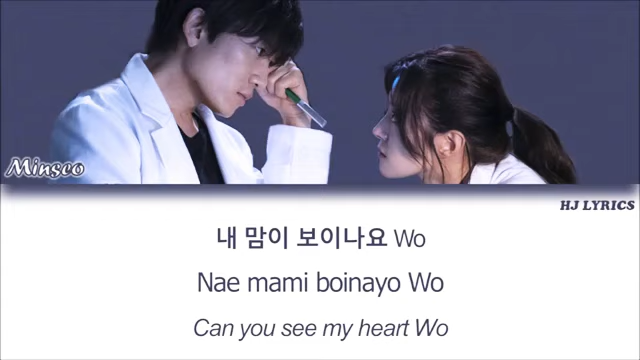 Minseo
HJ LYRICS
내 맘이 보이나요 Wo
Nae mami boinayo Wo
Can you see my heart Wo